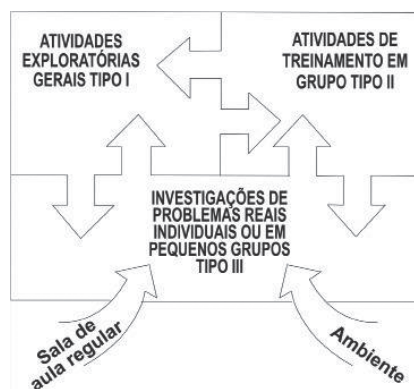 ATIVIDADES
EXPLORATÓRIAS
GERAIS TIPO I
ATIVIDADES DE
TREINAMENTO EM
GRUPO TIPO II
INVESTIGAÇÕES DE
PROBLEMAS REAIS
INDIVIDUAIS OU EM
PEQUENOS GRUPOS
TIPO III
Sala de
aula regular
Ambiente